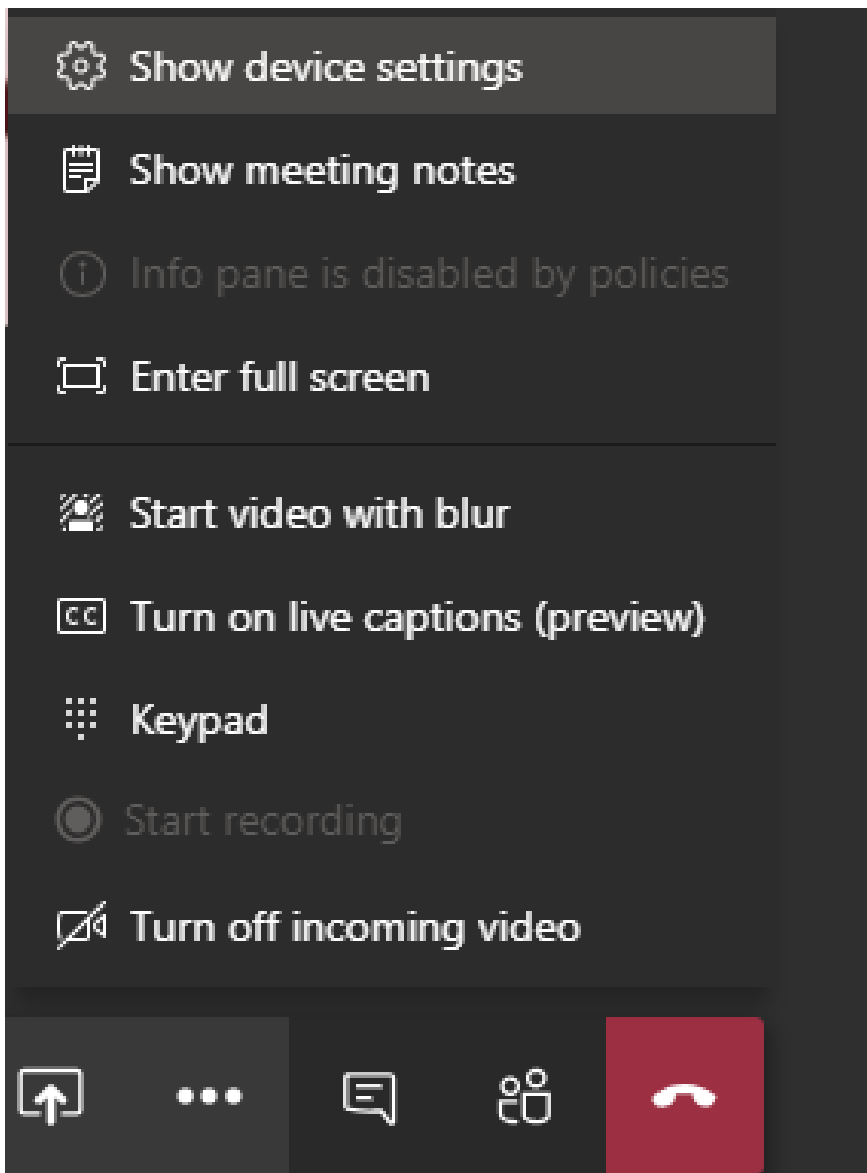 Show device settings
Show meeting notes
Info pane is disabled by policies
Enter full screen
Start video with blur
CC Turn on live captions (preview)
Keypad
Start recording
Turn off incoming video